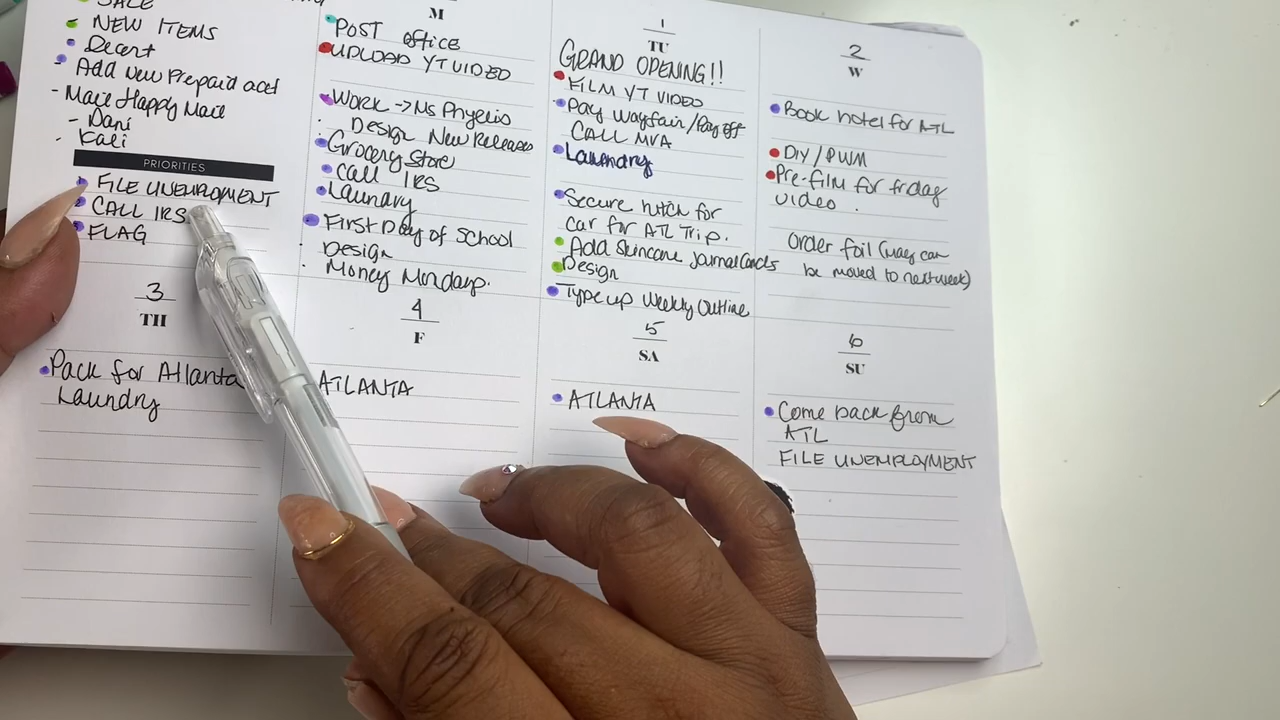 SALE
NEW ITEMS
Decant
Add New Prepaid acct
- Mail Happy Mail
- Dani
- Kali
PRIORITIES
FILE UNEMPLOYMENT
CALL IRS
FLAG
M
POST office
UPLOAD YT VIDEO
WORK → Ms Phyelis
Design New Releases
Grocery Store
Call IRS
Laundry
First Day of School
Design
Money Mondays.
1
TU
GRAND OPENING!!
FILM YT VIDEO
Pay Wayfair/Pay off
CALL MVA
Laundry
Secure hitch for
car for ATL Trip.
Add Skincare Journal Cards
Design
Type up Weekly Outline
2
W
Book hotel for ATL
DIY/PWM
Pre-film for friday
video.
Order foil (may can
be moved to next week)
3
TH
Pack for Atlanta
Laundry
4
F
ATLANTA
5
SA
ATLANTA
6
SU
Come back from
ATL
FILE UNEMPLOYMENT